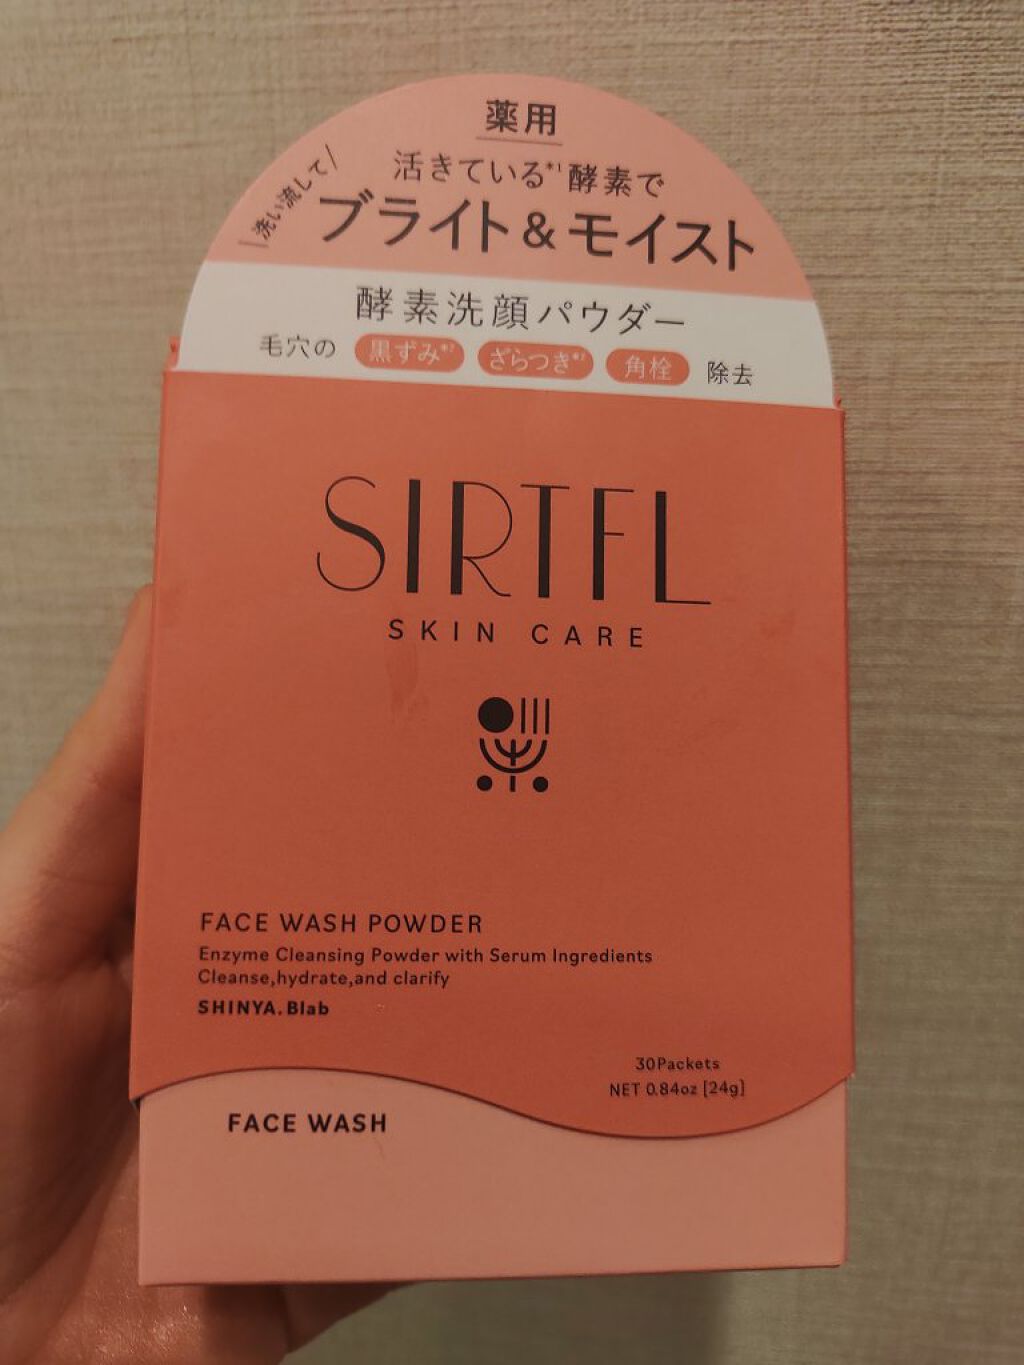 薬用
洗い流して
活きている*1酵素で
ブライト&モイスト
酵素洗顔パウダー
毛穴の 黒ずみ*2 ざらつき*2 角栓 除去
SIRTFL
SKIN CARE
FACE WASH POWDER
Enzyme Cleansing Powder with Serum Ingredients
Cleanse,hydrate,and clarify
SHINYA.Blab
30Packets
NET 0.84oz [24g]
FACE WASH